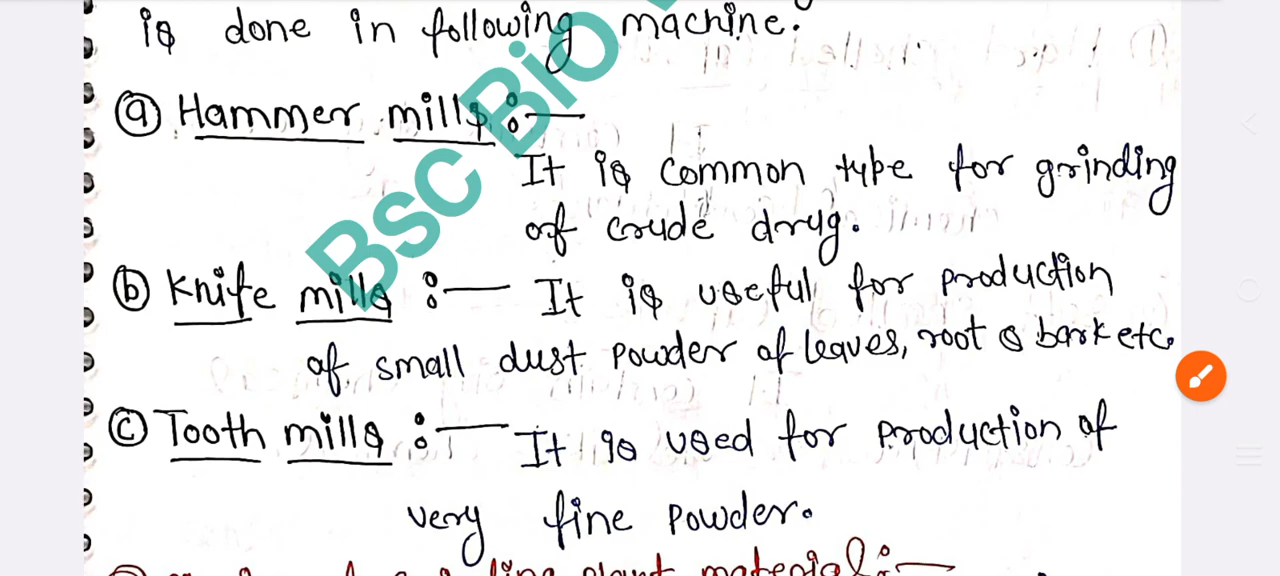 is done in following machine.
(a) Hammer mills :—
It is common type for grinding
of crude drug.
(b) Knife mills :— It is useful for production
of small dust powder of leaves, root & bark etc.
(c) Tooth mills :— It is used for production of
very fine powder.
plant material :—
BSc Bio